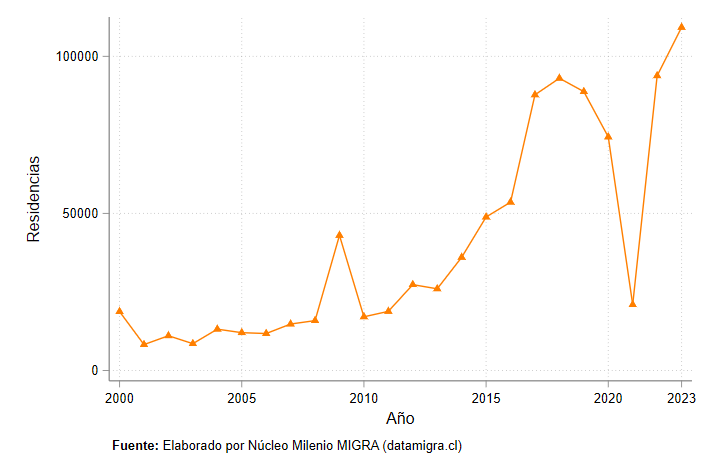 100000
50000
0
Residencias
2000 2005 2010 2015 2020 2023
Año
Fuente: Elaborado por Núcleo Milenio MIGRA (datamigra.cl)